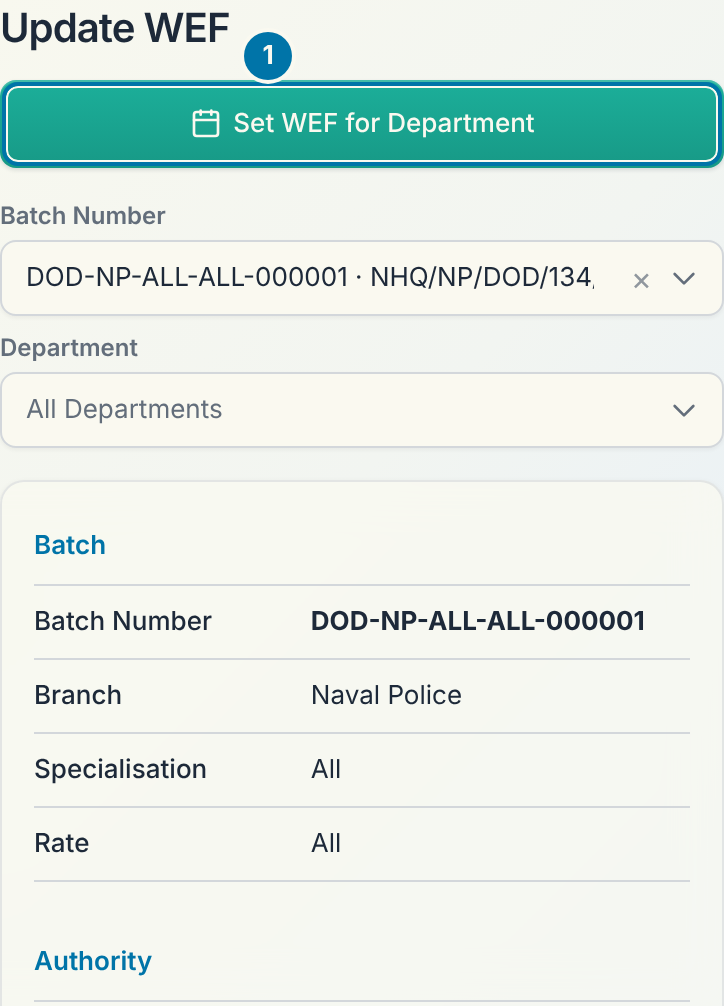 Update WEF
1
Set WEF for Department
Batch Number
DOD-NP-ALL-ALL-000001 · NHQ/NP/DOD/134,
Department
All Departments
Batch
Batch Number DOD-NP-ALL-ALL-000001
Branch Naval Police
Specialisation All
Rate All
Authority